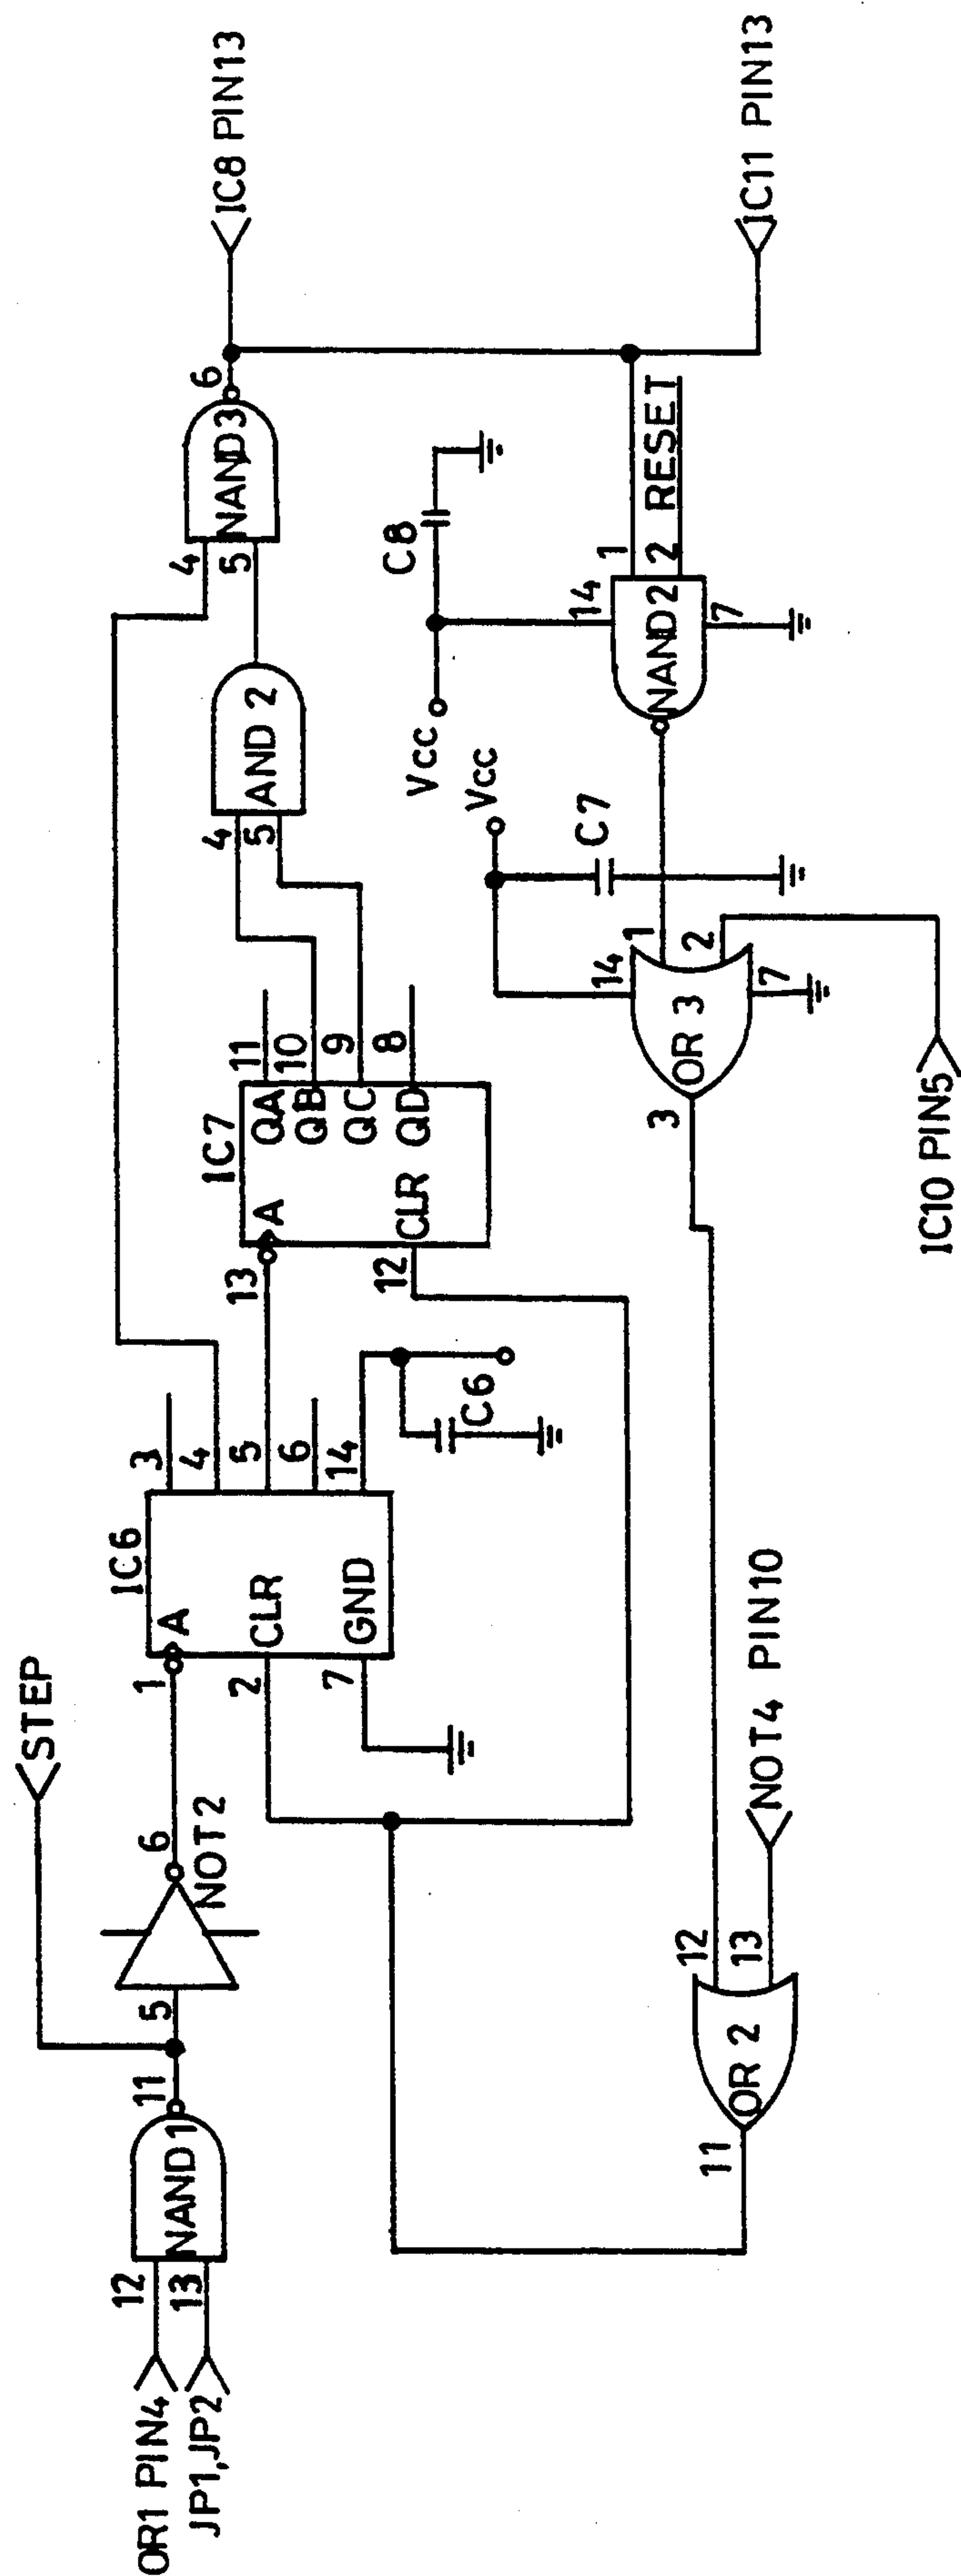 STEP
OR1 PIN4
JP1,JP2
12
13
NAND1
11
5
6
NOT2
IC6
1
A
2
CLR
7
GND
3
4
5
6
14
C6
IC7
13
A
12
CLR
QA
QB
QC
QD
11
10
9
8
4
5
AND 2
4
5
NAND3
6
IC8 PIN13
Vcc
C8
14
1
2
RESET
NAND2
7
IC11 PIN13
Vcc
C7
14
1
2
OR 3
7
3
IC10 PIN5
12
13
NOT4 PIN10
OR 2
11